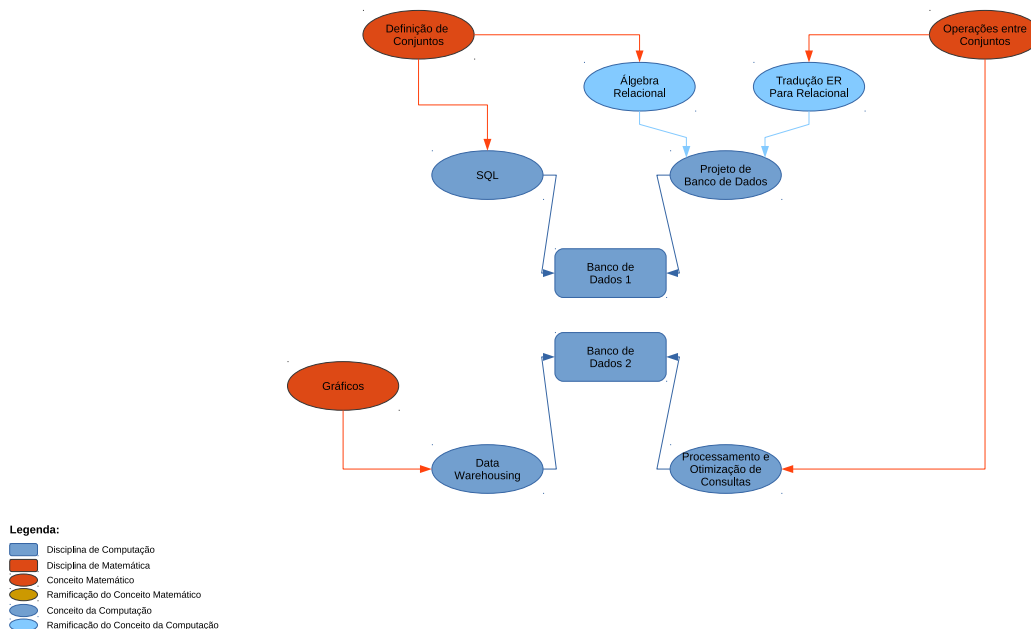 Definição de
Conjuntos
Operações entre
Conjuntos
Álgebra
Relacional
Tradução ER
Para Relacional
SQL
Projeto de
Banco de Dados
Banco de
Dados 1
Banco de
Dados 2
Gráficos
Data
Warehousing
Processamento e
Otimização de
Consultas
Legenda:
Disciplina de Computação
Disciplina de Matemática
Conceito Matemático
Ramificação do Conceito Matemático
Conceito da Computação
Ramificação do Conceito da Computação